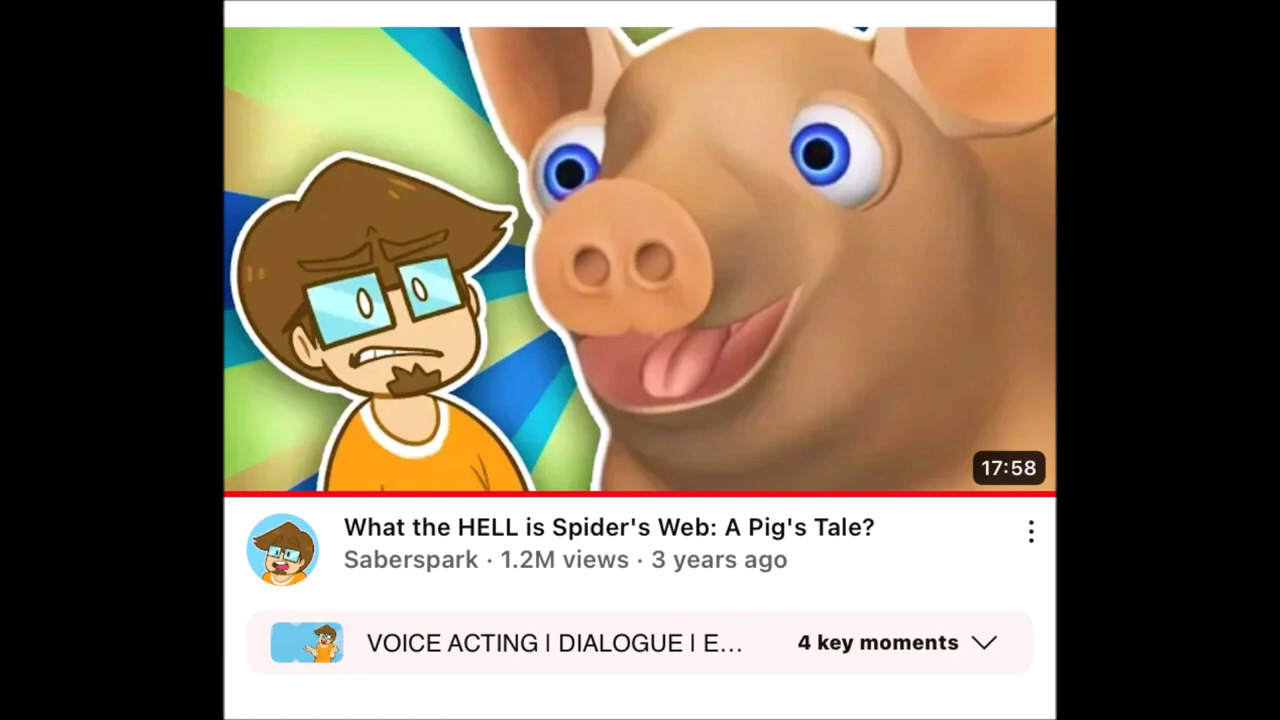 17:58
What the HELL is Spider's Web: A Pig's Tale?
Saberspark · 1.2M views · 3 years ago
VOICE ACTING | DIALOGUE | E... 4 key moments